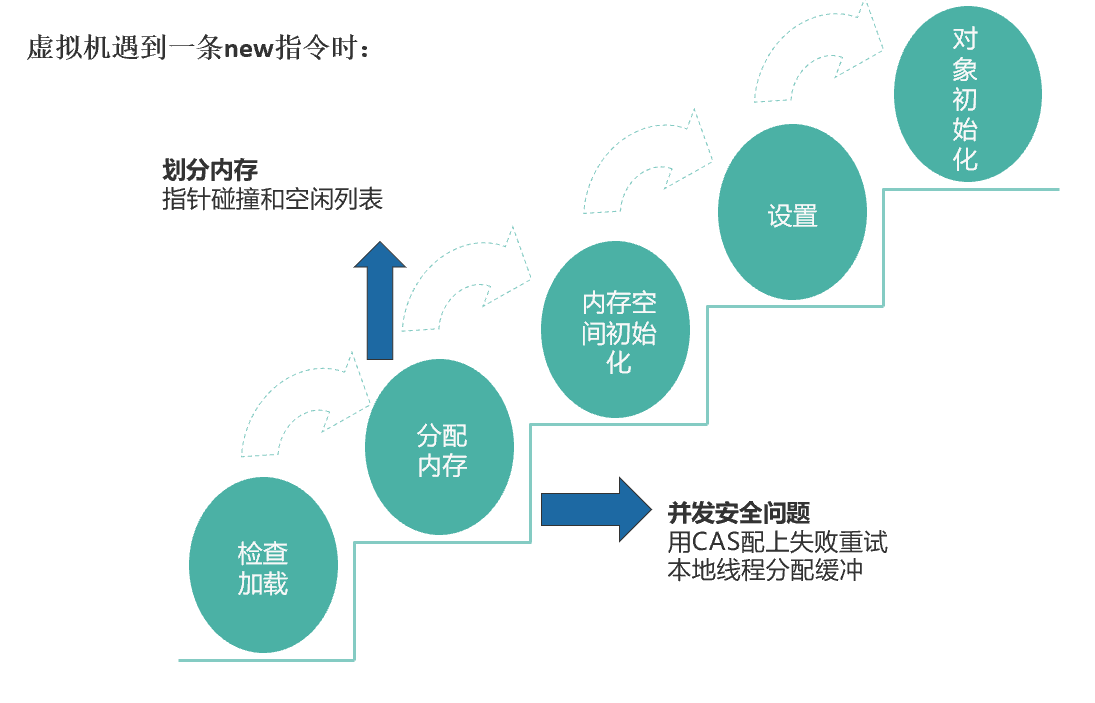 虚拟机遇到一条new指令时：
对
象
初
始
化
划分内存
指针碰撞和空闲列表
设置
内存空
间初始
化
分配
内存
并发安全问题
用CAS配上失败重试
本地线程分配缓冲
检查
加载